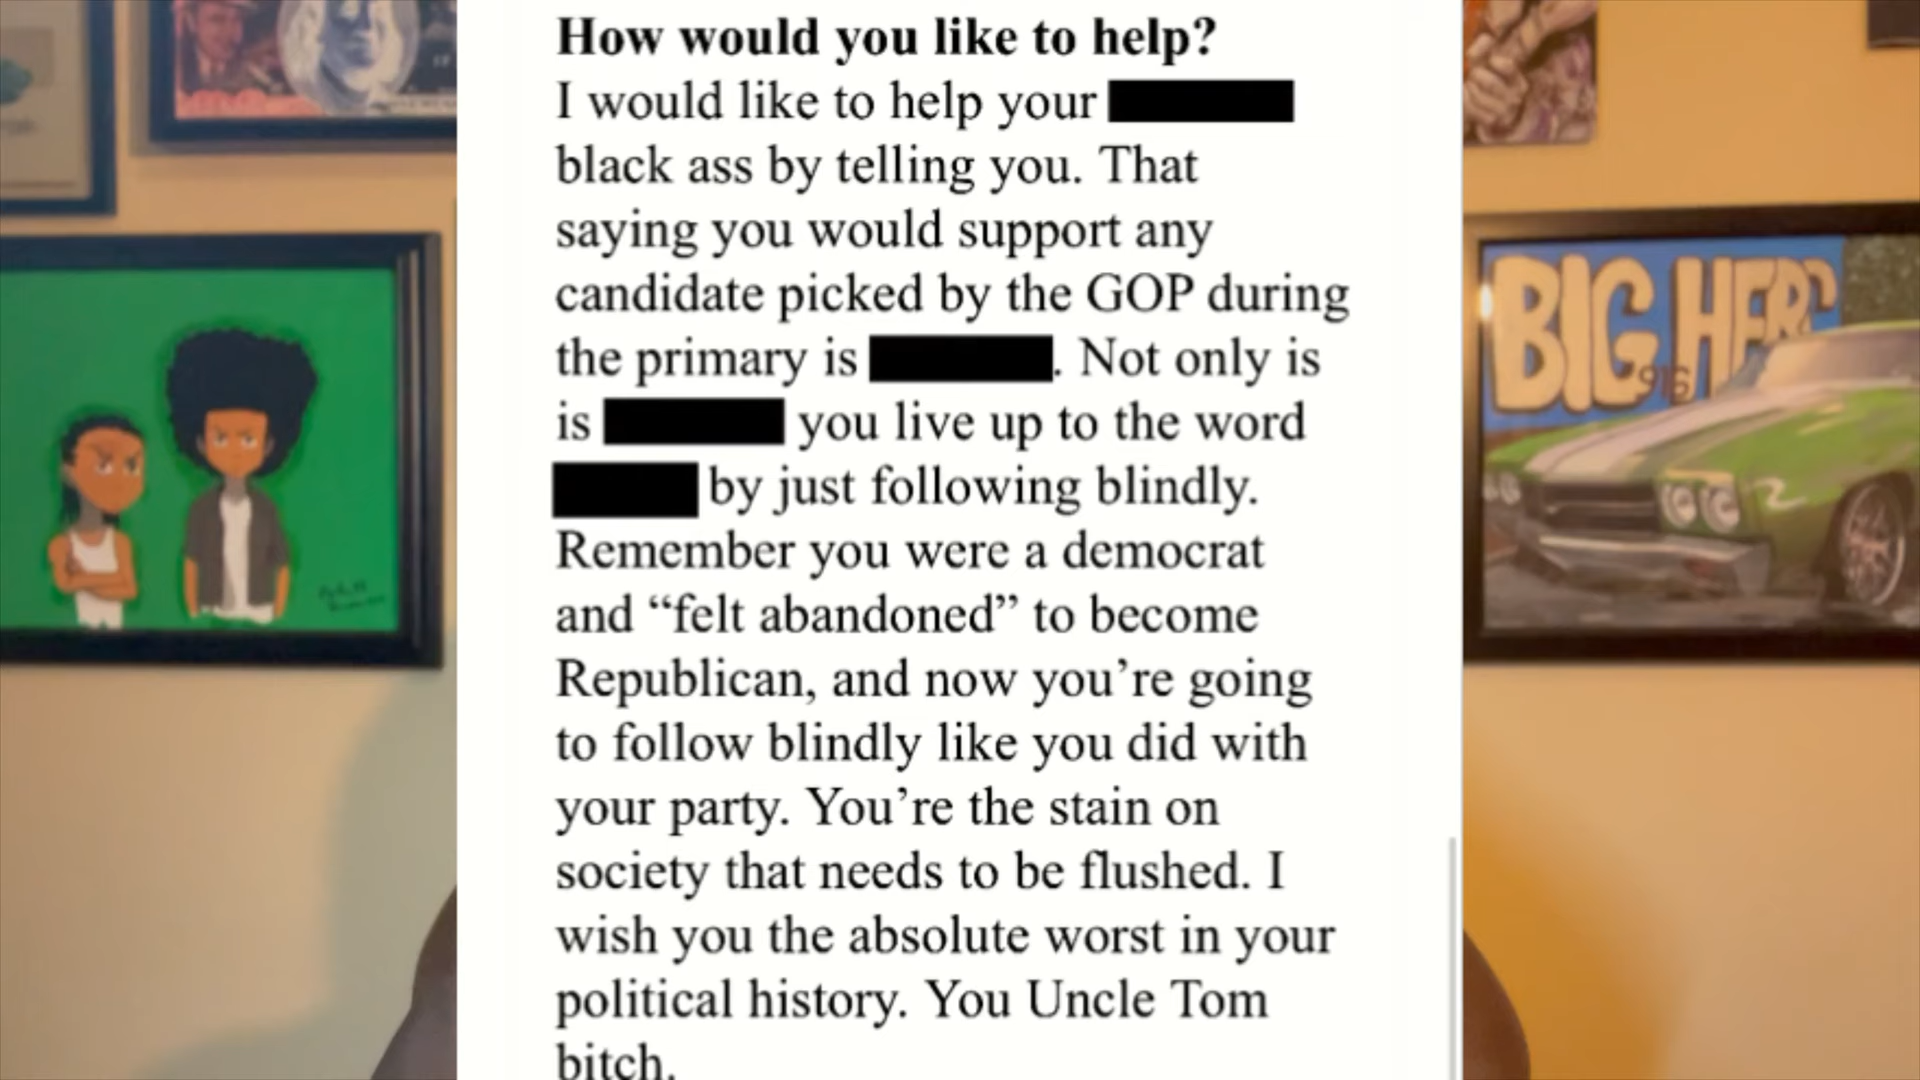 How would you like to help?
I would like to help your
black ass by telling you. That
saying you would support any
candidate picked by the GOP during
the primary is . Not only is
is you live up to the word
by just following blindly.
Remember you were a democrat
and “felt abandoned” to become
Republican, and now you’re going
to follow blindly like you did with
your party. You’re the stain on
society that needs to be flushed. I
wish you the absolute worst in your
political history. You Uncle Tom
bitch.
BIG HERC
916